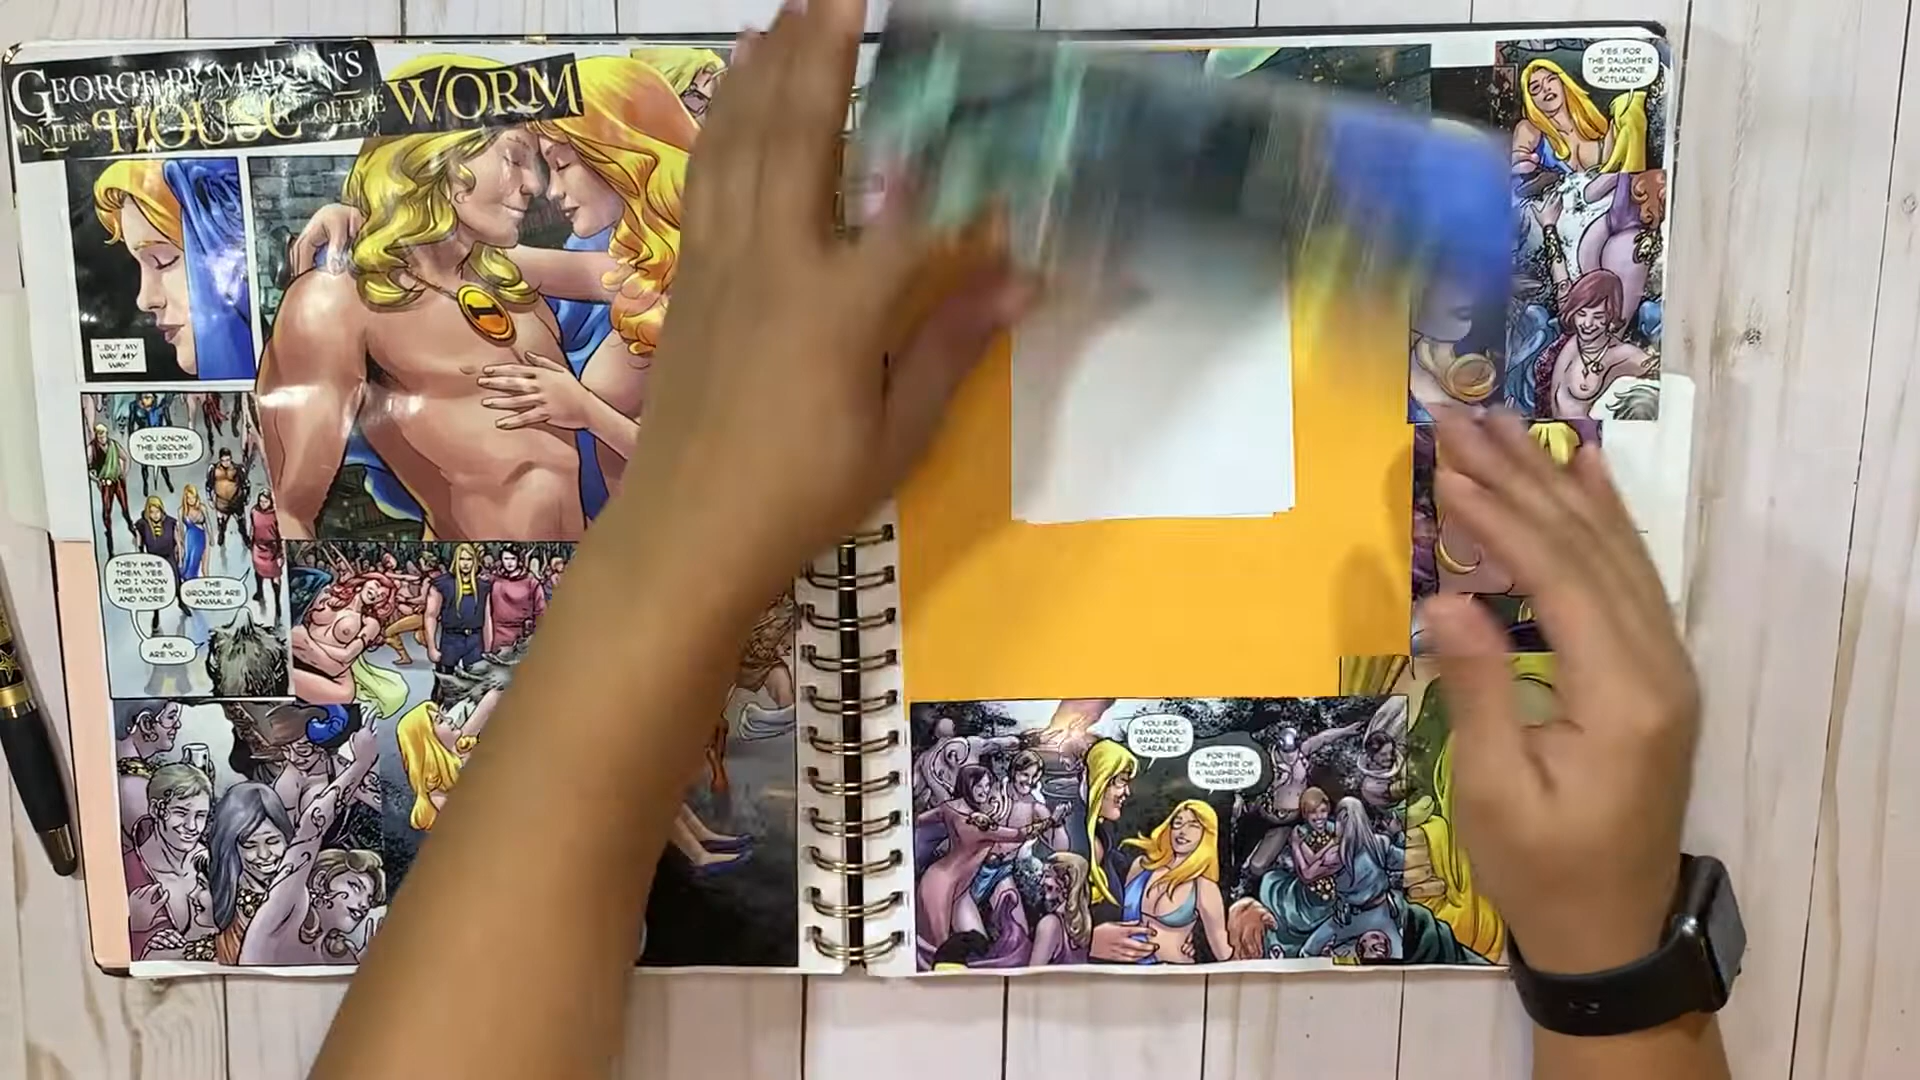 GEORGE R.R. MARTIN'S
IN THE HOUSE OF THE WORM
"...BUT MY
WAY MY
WAY"
YOU KNOW
THE GROUNS'
SECRETS?
THEY HAVE
THEM, YES.
AND I KNOW
THEM, YES.
AND MORE.
THE
GROUNS ARE
ANIMALS.
AS
ARE YOU.
YES, FOR
THE DAUGHTER
OF ANYONE,
ACTUALLY.
YOU ARE
REMARKABLY
GRACEFUL,
CARALEE.
FOR THE
DAUGHTER OF
A MUSHROOM
FARMER?